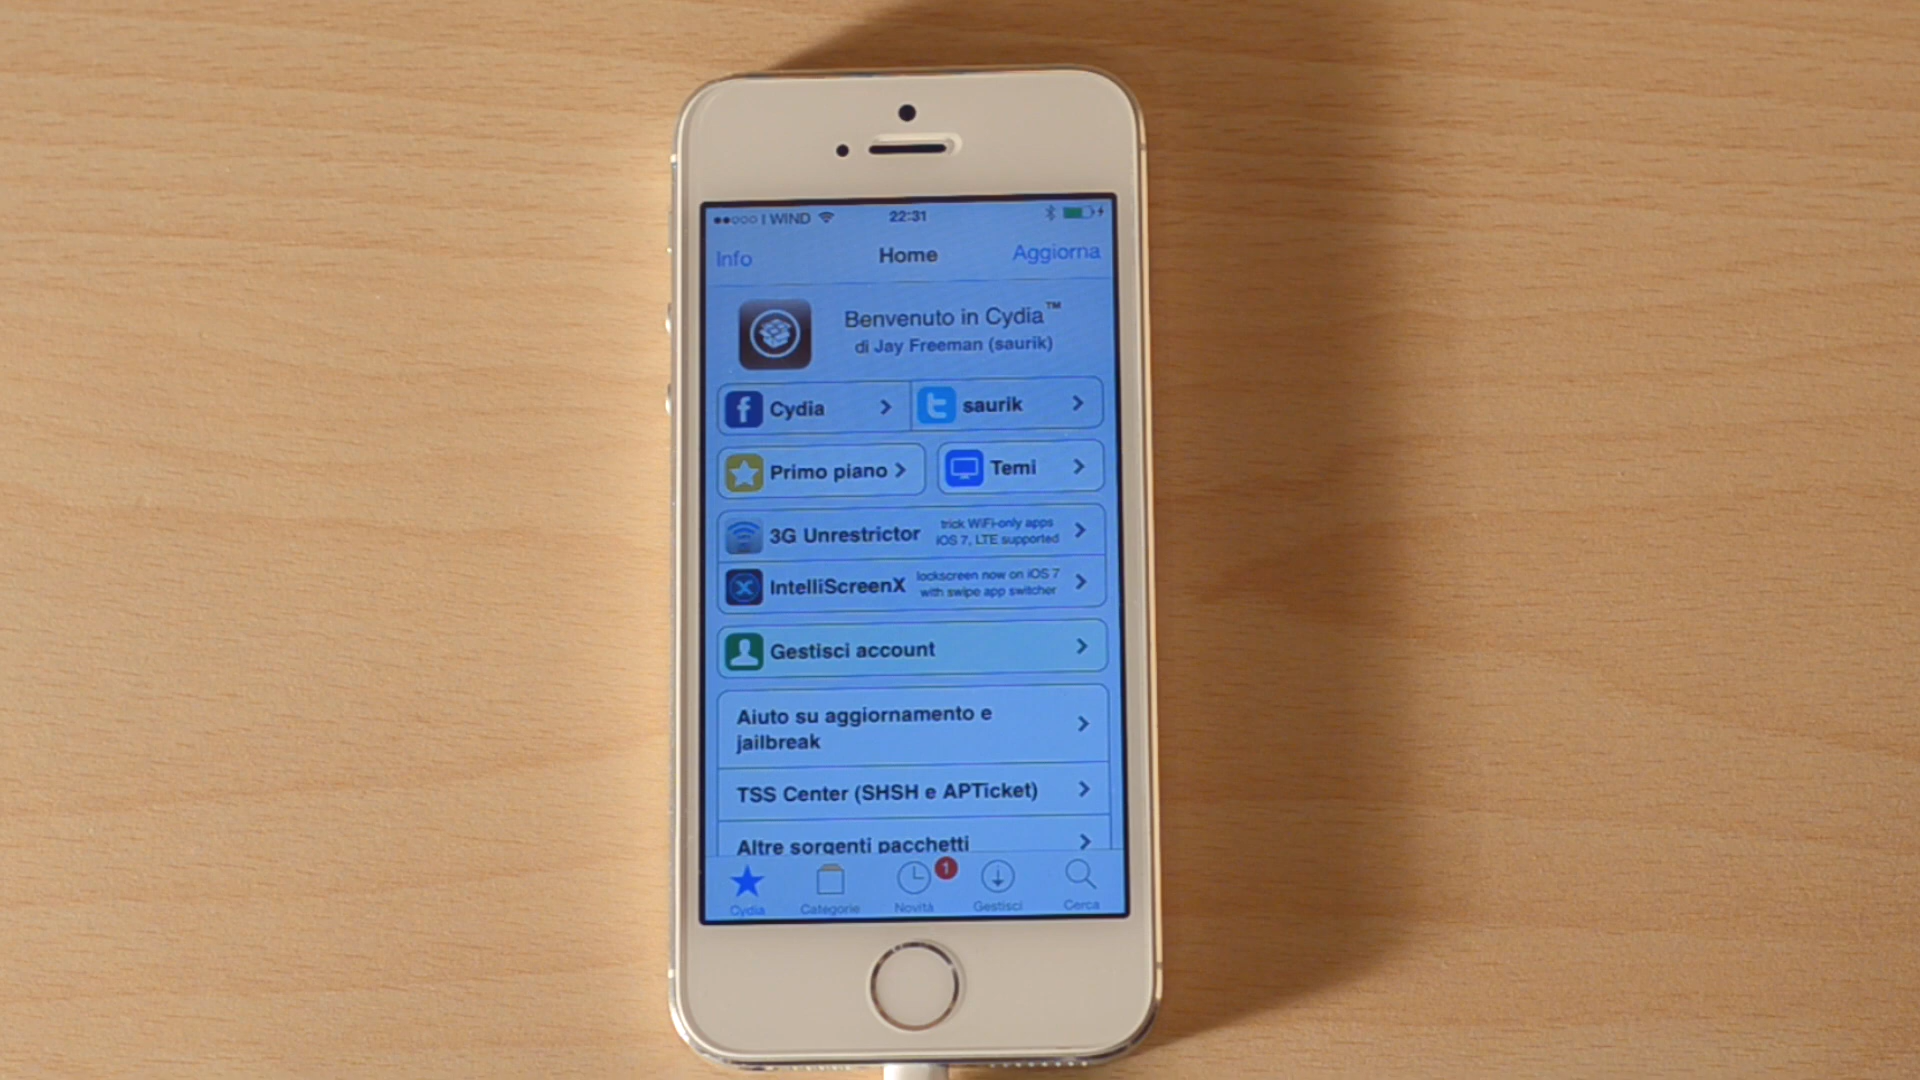 I WIND 22:31
Info Home Aggiorna
Benvenuto in Cydia™
di Jay Freeman (saurik)
Cydia saurik
Primo piano Temi
3G Unrestrictor trick WiFi-only apps
iOS 7, LTE supported
IntelliScreenX lockscreen now on iOS 7
with swipe app switcher
Gestisci account
Aiuto su aggiornamento e
jailbreak
TSS Center (SHSH e APTicket)
Altre sorgenti pacchetti
1
Cydia Categorie Novità Gestisci Cerca